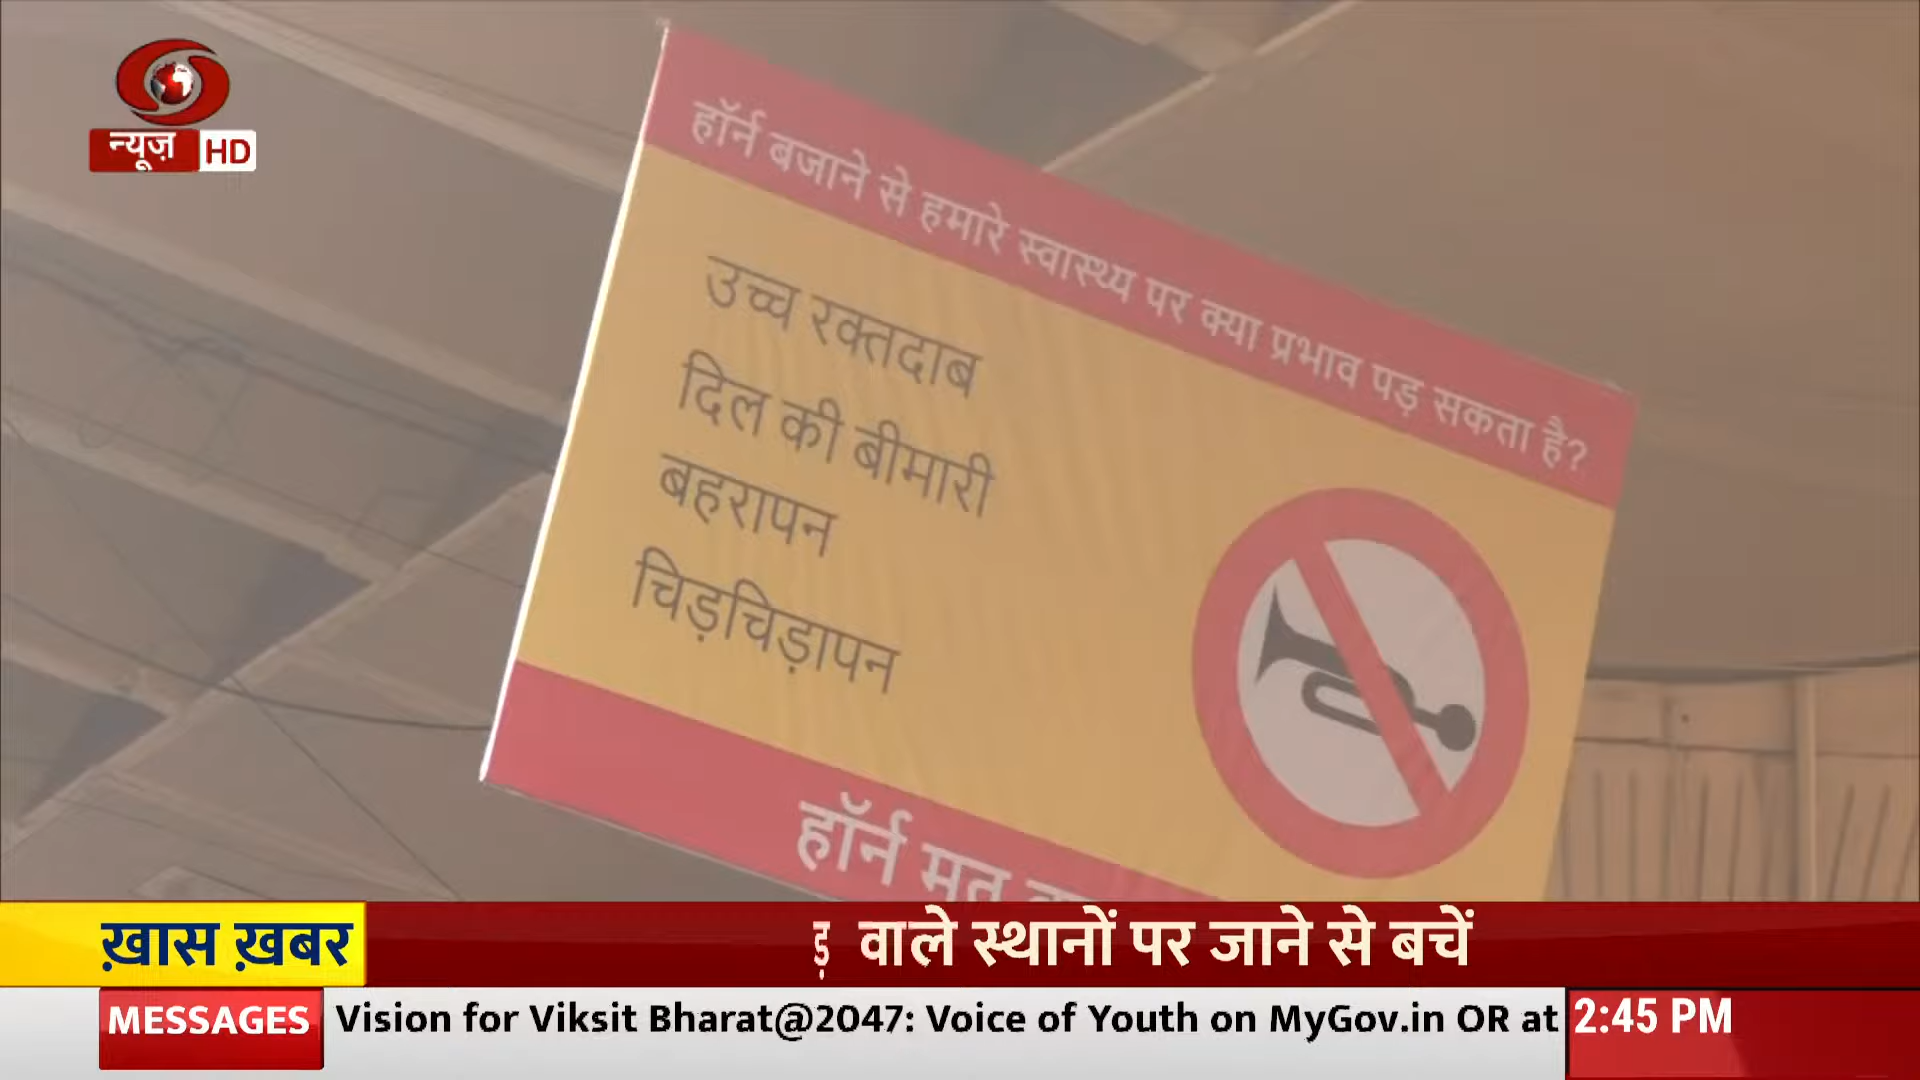 न्यूज़ HD
हॉर्न बजाने से हमारे स्वास्थ्य पर क्या प्रभाव पड़ सकता है?
उच्च रक्तदाब
दिल की बीमारी
बहरापन
चिड़चिड़ापन
हॉर्न मत
ख़ास ख़बर
वाले स्थानों पर जाने से बचें
MESSAGES
Vision for Viksit Bharat@2047: Voice of Youth on MyGov.in OR at
2:45 PM